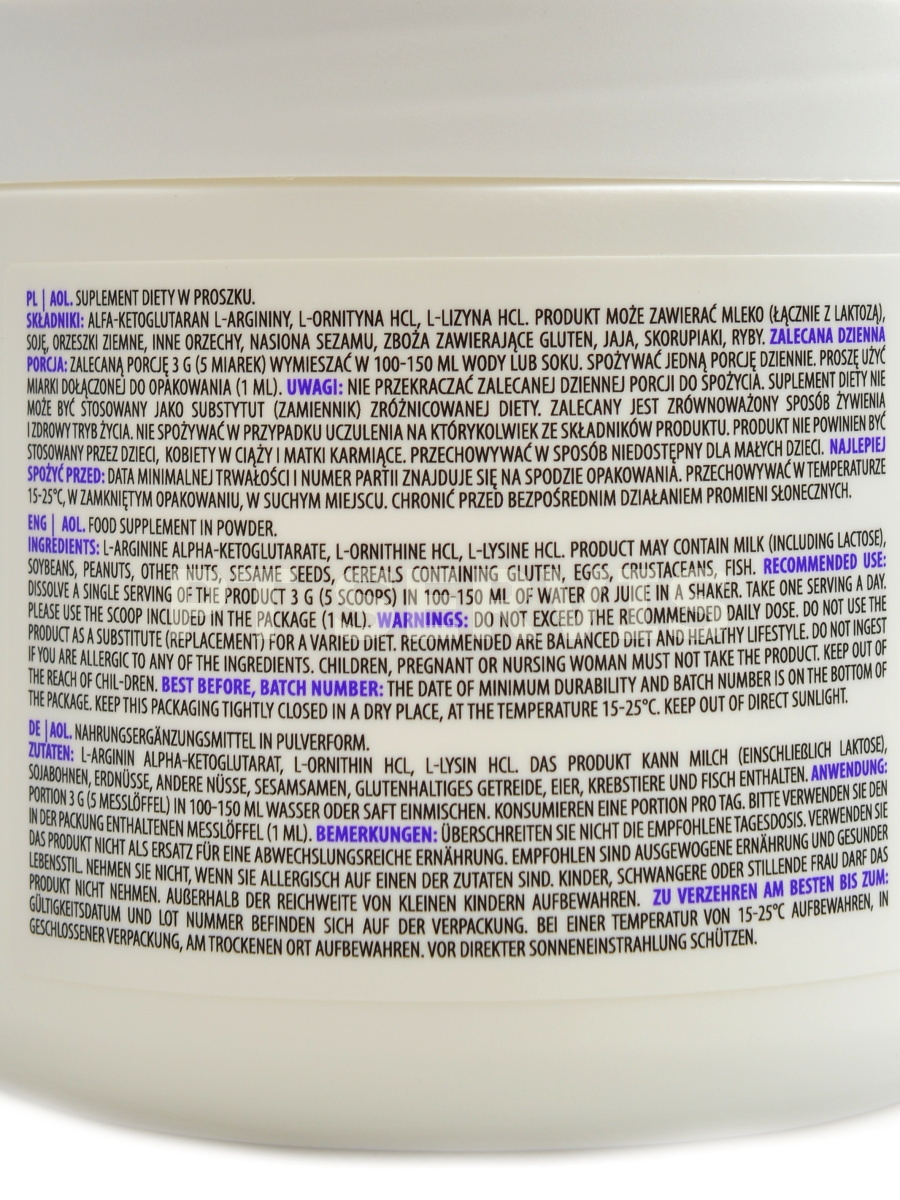 PL | AOL. SUPLEMENT DIETY W PROSZKU.
SKŁADNIKI: ALFA-KETOGLUTARAN L-ARGININY, L-ORNITYNA HCL, L-LIZYNA HCL. PRODUKT MOŻE ZAWIERAĆ MLEKO (ŁĄCZNIE Z LAKTOZĄ),
SOJĘ, ORZESZKI ZIEMNE, INNE ORZECHY, NASIONA SEZAMU, ZBOŻA ZAWIERAJĄCE GLUTEN, JAJA, SKORUPIAKI, RYBY. ZALECANA DZIENNA
PORCJA: ZALECANĄ PORCJĘ 3 G (5 MIAREK) WYMIESZAĆ W 100-150 ML WODY LUB SOKU. SPOŻYWAĆ JEDNĄ PORCJĘ DZIENNIE. PROSZĘ UŻYĆ
MIARKI DOŁĄCZONEJ DO OPAKOWANIA (1 ML). UWAGI: NIE PRZEKRACZAĆ ZALECANEJ DZIENNEJ PORCJI DO SPOŻYCIA. SUPLEMENT DIETY NIE
MOŻE BYĆ STOSOWANY JAKO SUBSTYTUT (ZAMIENNIK) ZRÓŻNICOWANEJ DIETY. ZALECANY JEST ZRÓWNOWAŻONY SPOSÓB ŻYWIENIA
I ZDROWY TRYB ŻYCIA. NIE SPOŻYWAĆ W PRZYPADKU UCZULENIA NA KTÓRYKOLWIEK ZE SKŁADNIKÓW PRODUKTU. PRODUKT NIE POWINIEN BYĆ
STOSOWANY PRZEZ DZIECI, KOBIETY W CIĄŻY I MATKI KARMIĄCE. PRZECHOWYWAĆ W SPOSÓB NIEDOSTĘPNY DLA MAŁYCH DZIECI. NAJLEPIEJ
SPOŻYĆ PRZED: DATA MINIMALNEJ TRWAŁOŚCI I NUMER PARTII ZNAJDUJE SIĘ NA SPODZIE OPAKOWANIA. PRZECHOWYWAĆ W TEMPERATURZE
15-25°C, W ZAMKNIĘTYM OPAKOWANIU, W SUCHYM MIEJSCU. CHRONIĆ PRZED BEZPOŚREDNIM DZIAŁANIEM PROMIENI SŁONECZNYCH.
ENG | AOL. FOOD SUPPLEMENT IN POWDER.
INGREDIENTS: L-ARGININE ALPHA-KETOGLUTARATE, L-ORNITHINE HCL, L-LYSINE HCL. PRODUCT MAY CONTAIN MILK (INCLUDING LACTOSE),
SOYBEANS, PEANUTS, OTHER NUTS, SESAME SEEDS, CEREALS CONTAINING GLUTEN, EGGS, CRUSTACEANS, FISH. RECOMMENDED USE:
DISSOLVE A SINGLE SERVING OF THE PRODUCT 3 G (5 SCOOPS) IN 100-150 ML OF WATER OR JUICE IN A SHAKER. TAKE ONE SERVING A DAY.
PLEASE USE THE SCOOP INCLUDED IN THE PACKAGE (1 ML). WARNINGS: DO NOT EXCEED THE RECOMMENDED DAILY DOSE. DO NOT USE THE
PRODUCT AS A SUBSTITUTE (REPLACEMENT) FOR A VARIED DIET. RECOMMENDED ARE BALANCED DIET AND HEALTHY LIFESTYLE. DO NOT INGEST
IF YOU ARE ALLERGIC TO ANY OF THE INGREDIENTS. CHILDREN, PREGNANT OR NURSING WOMAN MUST NOT TAKE THE PRODUCT. KEEP OUT OF
THE REACH OF CHIL-DREN. BEST BEFORE, BATCH NUMBER: THE DATE OF MINIMUM DURABILITY AND BATCH NUMBER IS ON THE BOTTOM OF
THE PACKAGE. KEEP THIS PACKAGING TIGHTLY CLOSED IN A DRY PLACE, AT THE TEMPERATURE 15-25°C. KEEP OUT OF DIRECT SUNLIGHT.
DE | AOL. NAHRUNGSERGÄNZUNGSMITTEL IN PULVERFORM.
ZUTATEN: L-ARGININ ALPHA-KETOGLUTARAT, L-ORNITHIN HCL, L-LYSIN HCL. DAS PRODUKT KANN MILCH (EINSCHLIEßLICH LAKTOSE),
SOJABOHNEN, ERDNÜSSE, ANDERE NÜSSE, SESAMSAMEN, GLUTENHALTIGES GETREIDE, EIER, KREBSTIERE UND FISCH ENTHALTEN. ANWENDUNG:
PORTION 3 G (5 MESSLÖFFEL) IN 100-150 ML WASSER ODER SAFT EINMISCHEN. KONSUMIEREN EINE PORTION PRO TAG. BITTE VERWENDEN SIE DEN
IN DER PACKUNG ENTHALTENEN MESSLÖFFEL (1 ML). BEMERKUNGEN: ÜBERSCHREITEN SIE NICHT DIE EMPFOHLENE TAGESDOSIS. VERWENDEN SIE
DAS PRODUKT NICHT ALS ERSATZ FÜR EINE ABWECHSLUNGSREICHE ERNÄHRUNG. EMPFOHLEN SIND AUSGEWOGENE ERNÄHRUNG UND GESUNDER
LEBENSSTIL. NEHMEN SIE NICHT, WENN SIE ALLERGISCH AUF EINEN DER ZUTATEN SIND. KINDER, SCHWANGERE ODER STILLENDE FRAU DARF DAS
PRODUKT NICHT NEHMEN. AUßERHALB DER REICHWEITE VON KLEINEN KINDERN AUFBEWAHREN. ZU VERZEHREN AM BESTEN BIS ZUM:
GÜLTIGKEITSDATUM UND LOT NUMMER BEFINDEN SICH AUF DER VERPACKUNG. BEI EINER TEMPERATUR VON 15-25°C AUFBEWAHREN, IN
GESCHLOSSENER VERPACKUNG, AM TROCKENEN ORT AUFBEWAHREN. VOR DIREKTER SONNENEINSTRAHLUNG SCHÜTZEN.